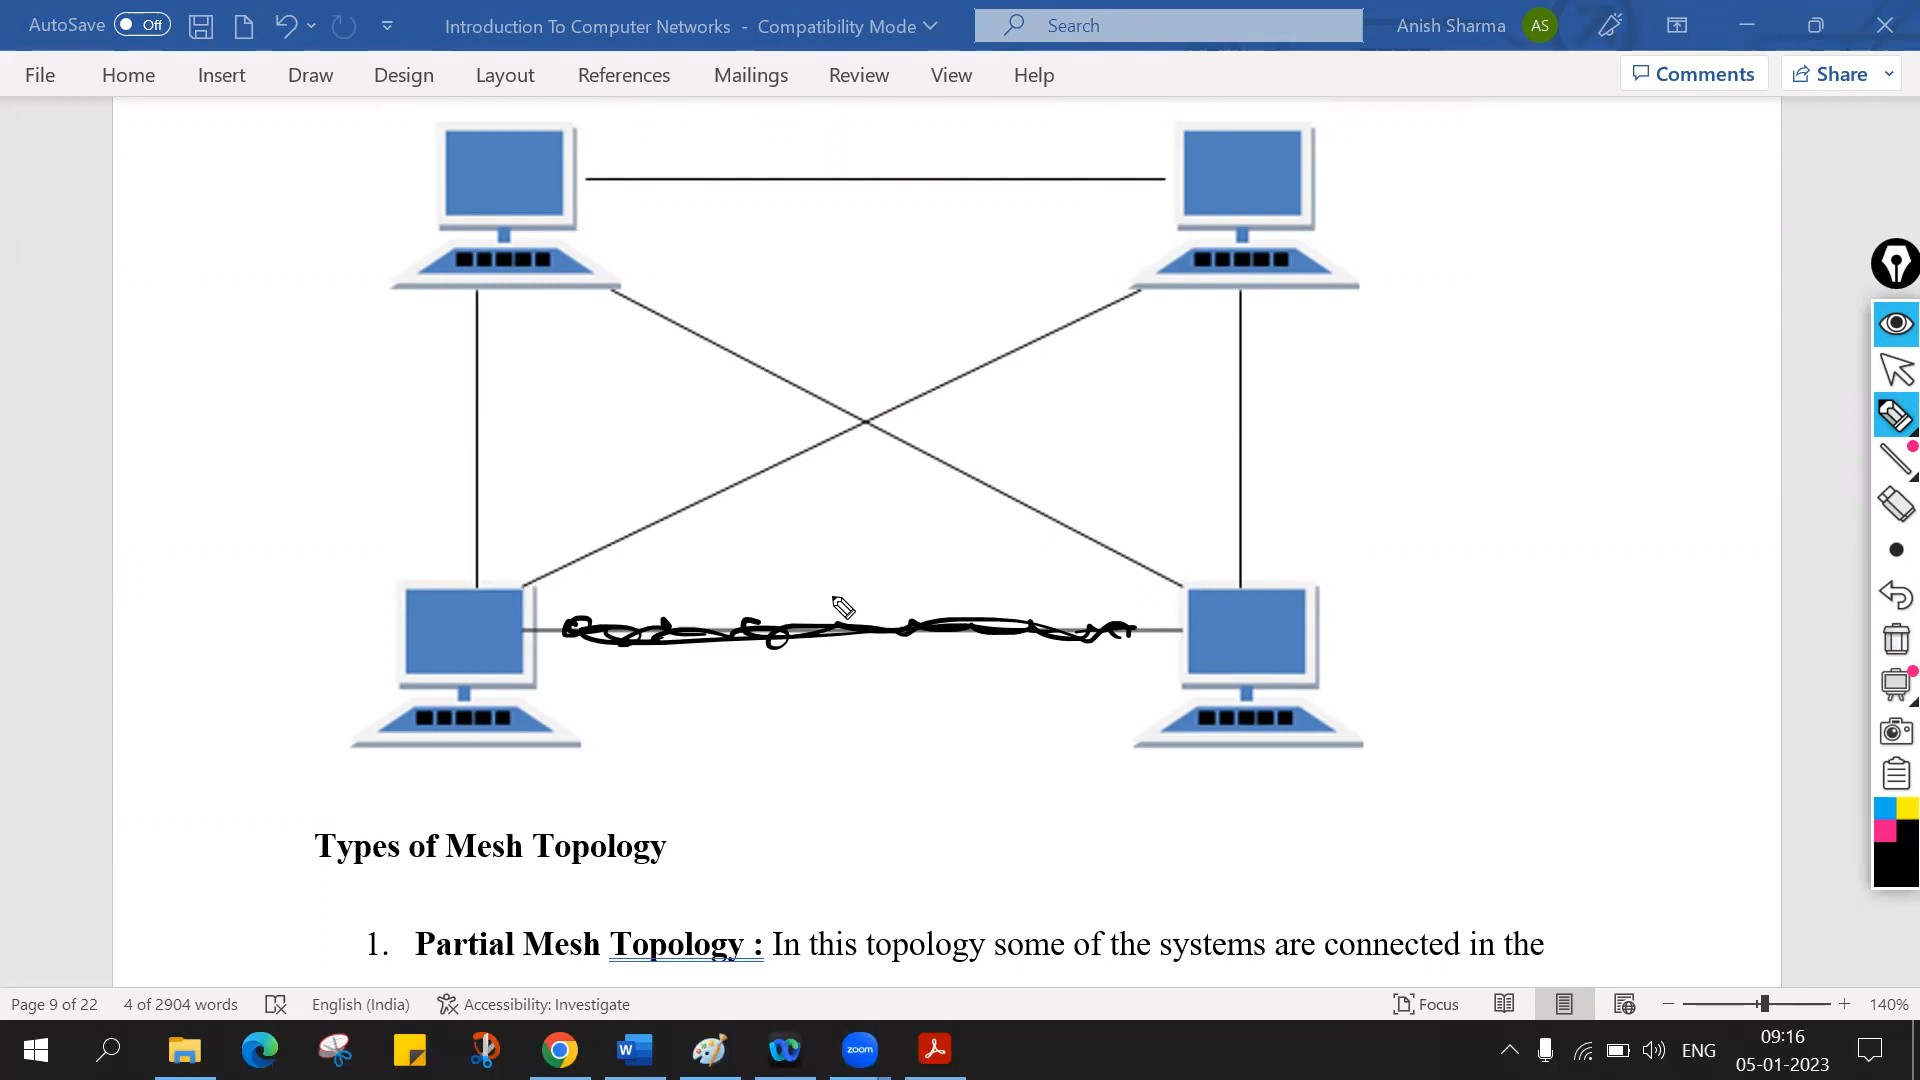 AutoSave Off Introduction To Computer Networks - Compatibility Mode Search Anish Sharma AS
File Home Insert Draw Design Layout References Mailings Review View Help Comments Share
Types of Mesh Topology
1. Partial Mesh Topology : In this topology some of the systems are connected in the
Page 9 of 22 4 of 2904 words English (India) Accessibility: Investigate Focus 140%
W zoom ENG 09:16
05-01-2023